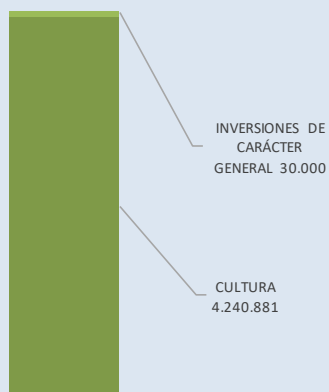 INVERSIONES DE
CARÁCTER
GENERAL 30.000
CULTURA
4.240.881